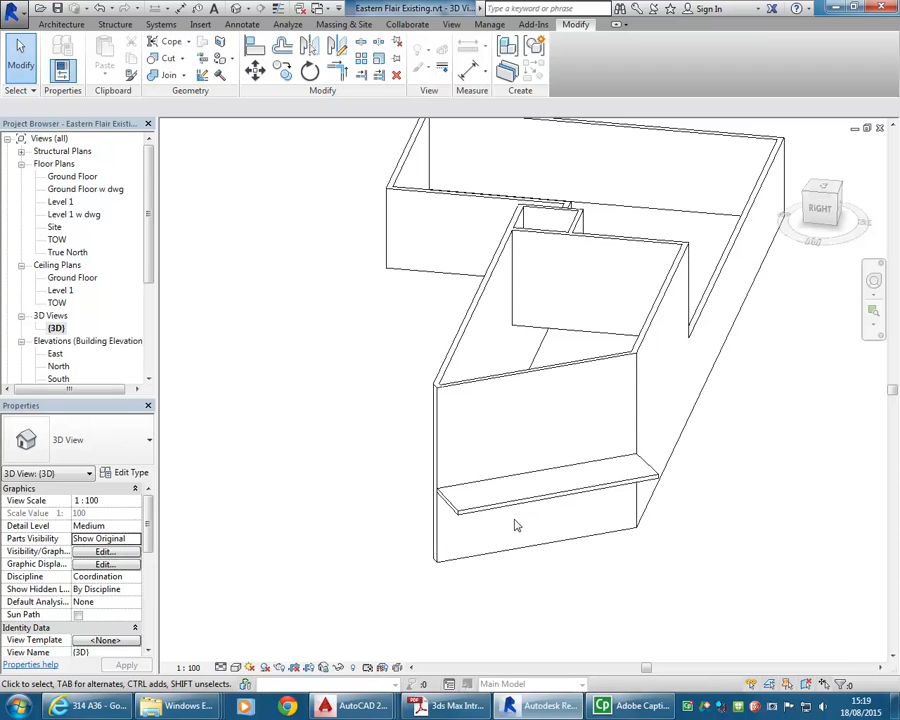 Eastern Flair Existing.rvt - 3D Vi...
Type a keyword or phrase
Sign In
Architecture Structure Systems Insert Annotate Analyze Massing & Site Collaborate View Manage Add-Ins Modify
Modify
Select
Properties
Paste
Clipboard
Cope
Cut
Join
Geometry
Modify
View
Measure
Create
Project Browser - Eastern Flair Existi...
Views (all)
Structural Plans
Floor Plans
Ground Floor
Ground Floor w dwg
Level 1
Level 1 w dwg
Site
TOW
True North
Ceiling Plans
Ground Floor
Level 1
TOW
3D Views
{3D}
Elevations (Building Elevation
East
North
South
RIGHT
Properties
3D View
3D View: {3D}
Edit Type
Graphics
View Scale 1 : 100
Scale Value 1: 100
Detail Level Medium
Parts Visibility Show Original
Visibility/Graph... Edit...
Graphic Displa... Edit...
Discipline Coordination
Show Hidden L... By Discipline
Default Analysi... None
Sun Path
Identity Data
View Template <None>
View Name {3D}
Properties help
Apply
1 : 100
Click to select, TAB for alternates, CTRL adds, SHIFT unselects.
:0
Main Model
:0
314 A36 - Goo...
Windows E...
AutoCAD 2...
3ds Max Intr...
Autodesk Re...
Adobe Capti...
15:19
18/08/2015